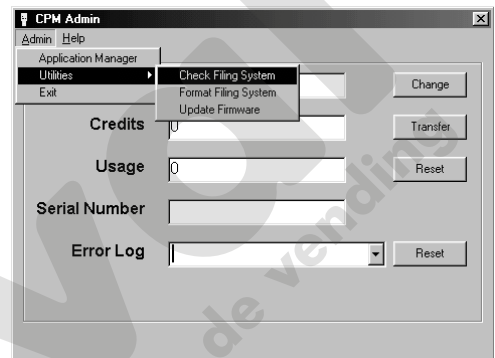 CPM Admin
Admin Help
Application Manager
Utilities
Exit
Check Filing System
Format Filing System
Update Firmware
Change
Credits 0 Transfer
Usage 0 Reset
Serial Number
Error Log Reset
de vending